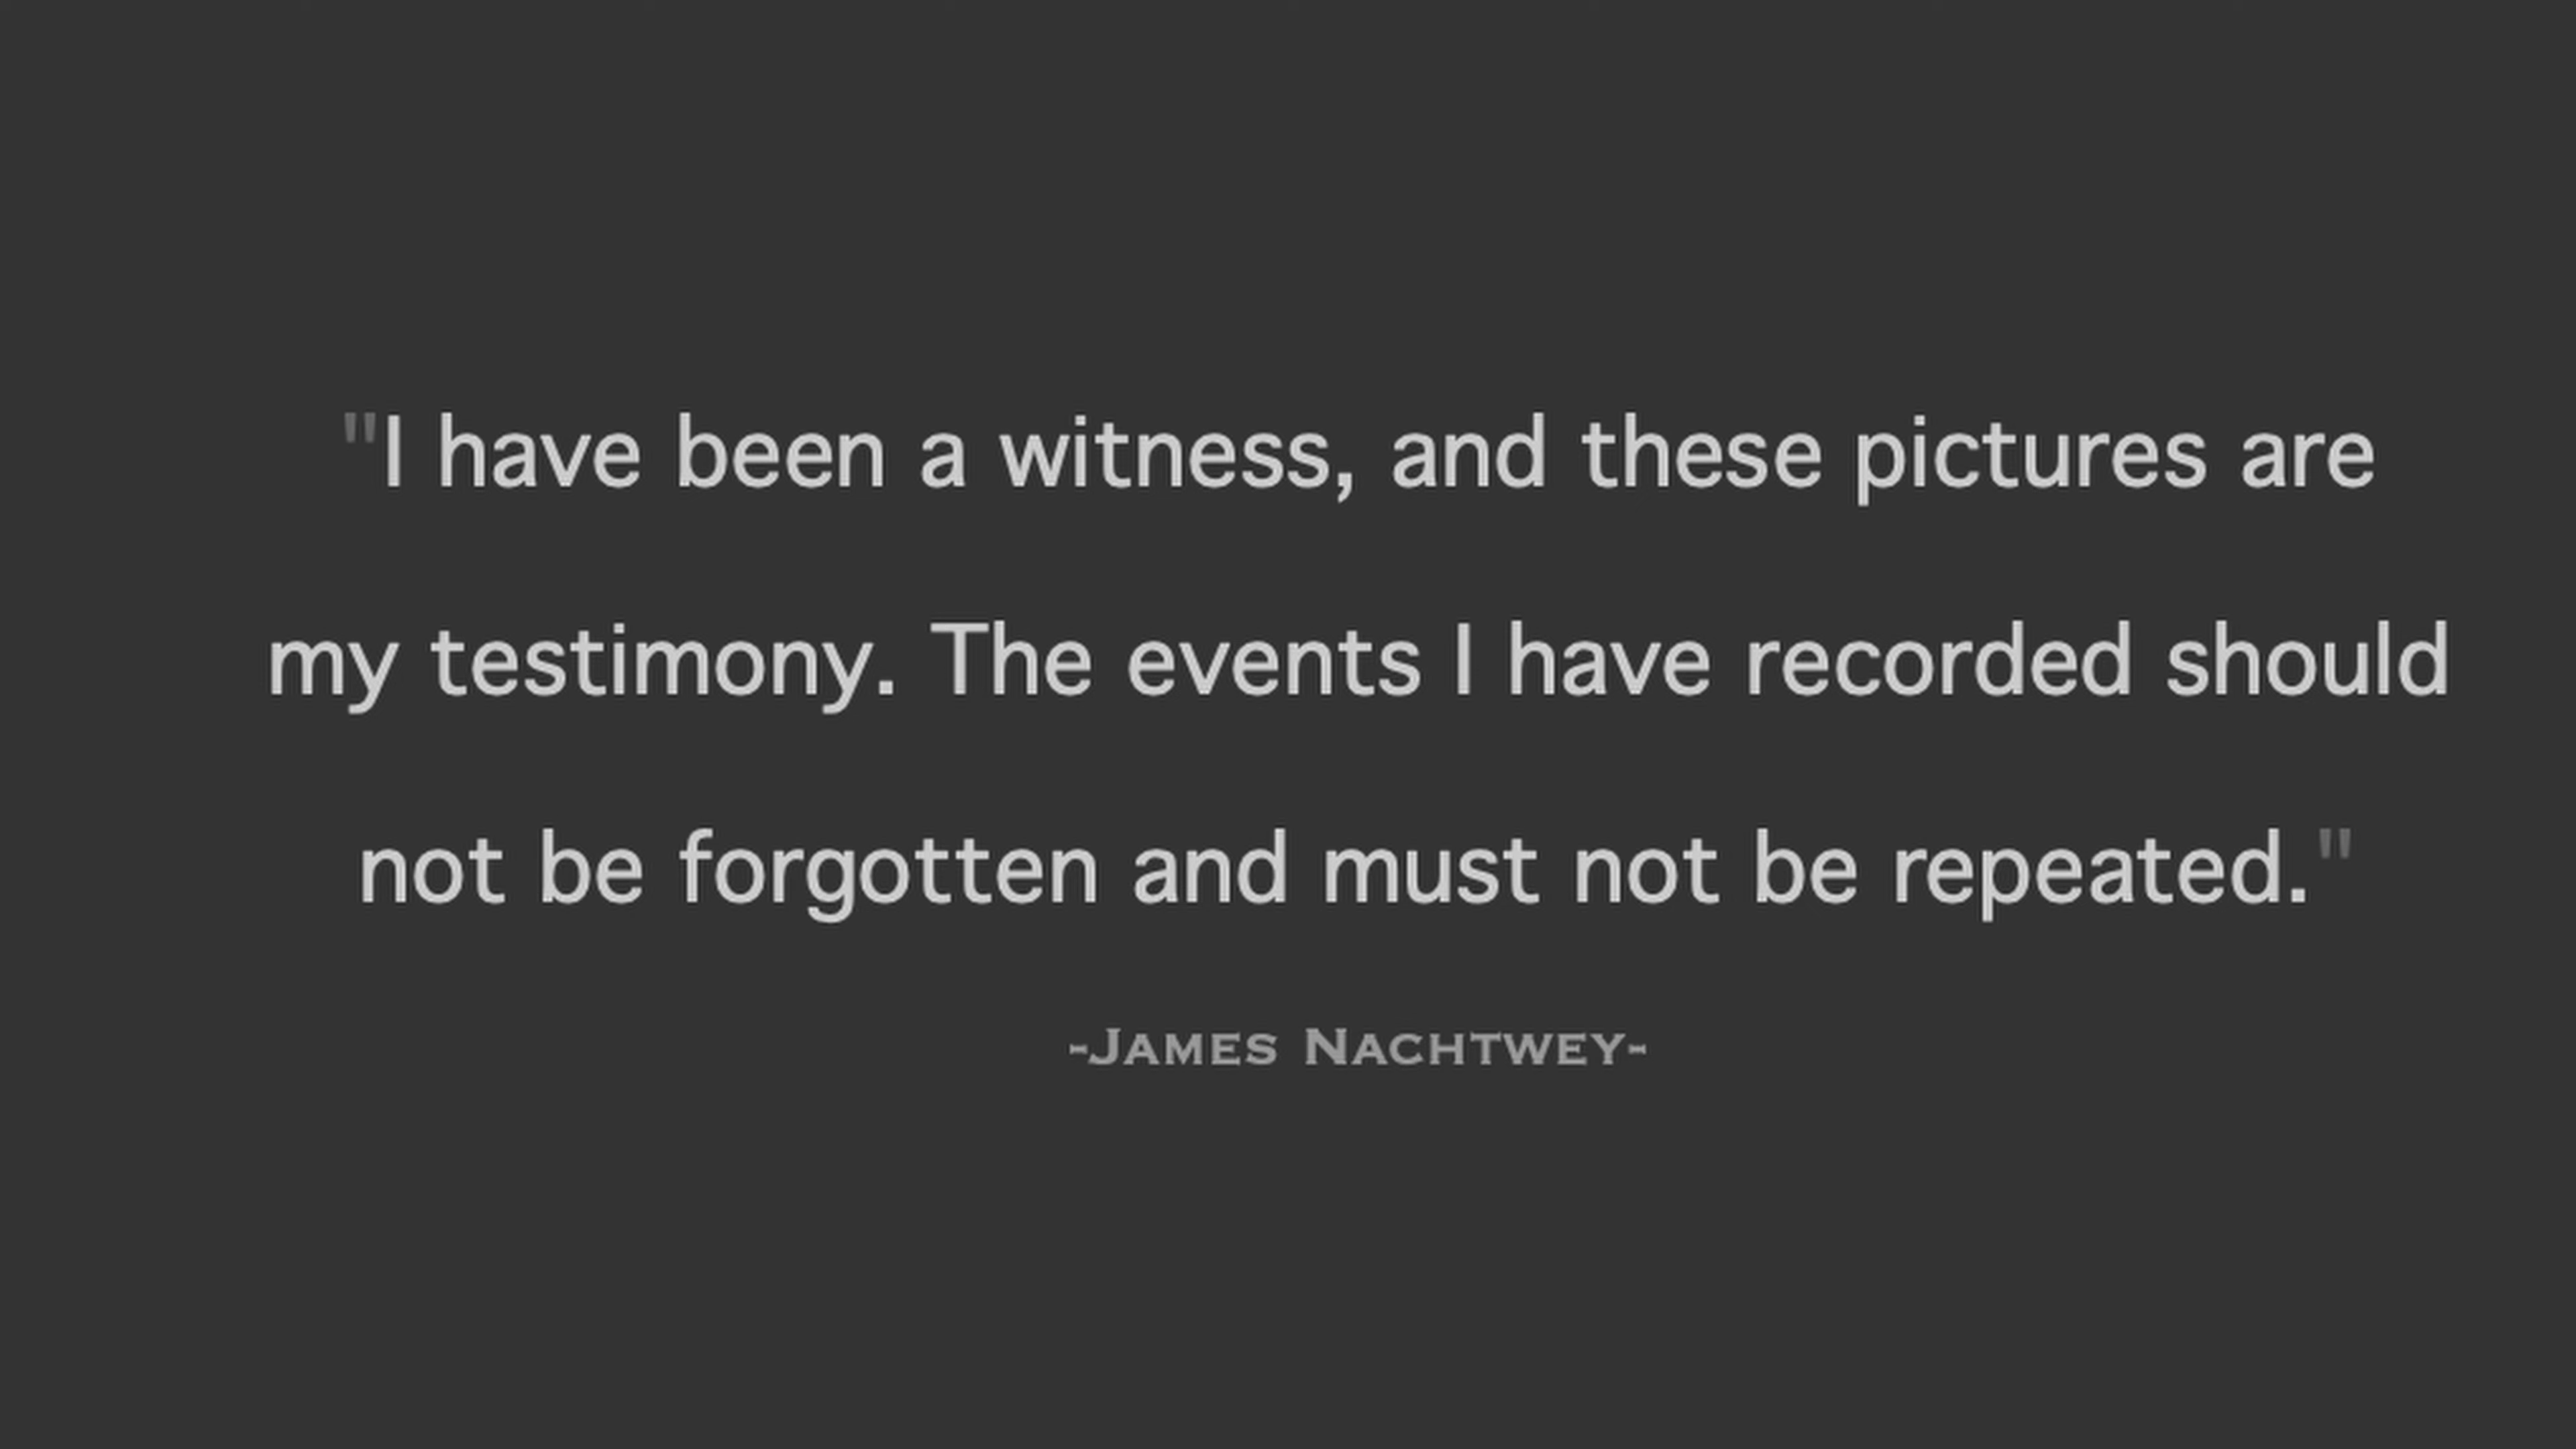 "I have been a witness, and these pictures are
my testimony. The events I have recorded should
not be forgotten and must not be repeated."
-James Nachtwey-